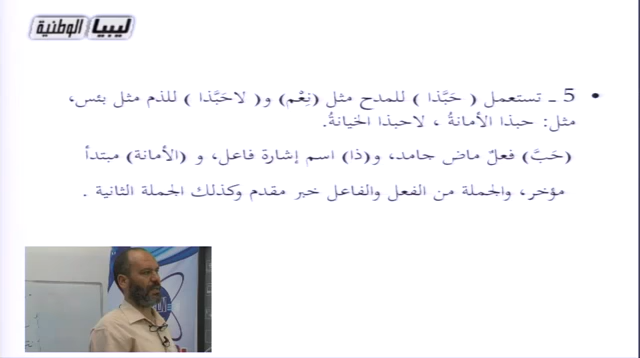 ليبيا الوطنية
• 5 ـ تستعمل ( حَبَّذا ) للمدح مثل (نِعْم) و( لاحَبَّذا ) للذم مثل بئس،
مثل: حبذا الأمانةُ ، لاحبذا الخيانةُ.
(حَبَّ) فعلٌ ماض جامد، و(ذا) اسم إشارة فاعل، و (الأمانة) مبتدأ
مؤخر، والجملة من الفعل والفاعل خبر مقدم وكذلك الجملة الثانية .